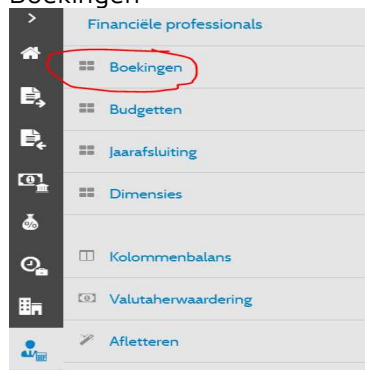 Boekingen
Financiële professionals
Boekingen
Budgetten
Jaarafsluiting
Dimensies
Kolommenbalans
Valutaherwaardering
Afletteren